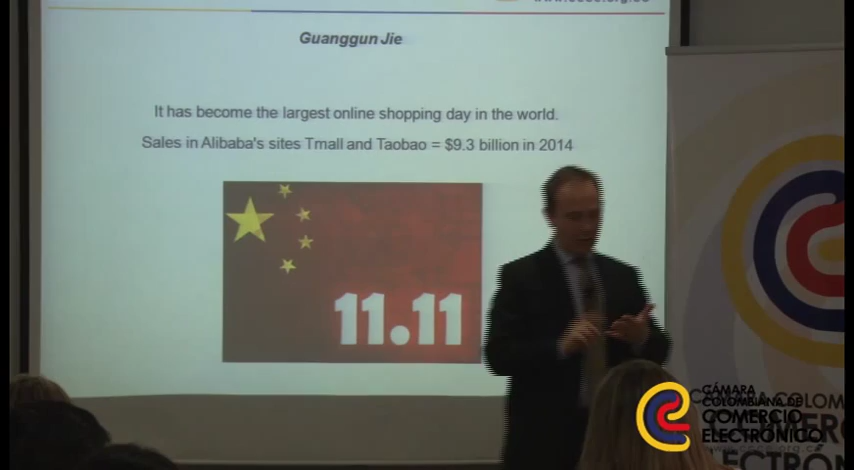 Guanggun Jie
It has become the largest online shopping day in the world.
Sales in Alibaba's sites Tmall and Taobao = $9.3 billion in 2014
11.11
CÁMARA
COLOMBIANA DE
COMERCIO
ELECTRÓNICO